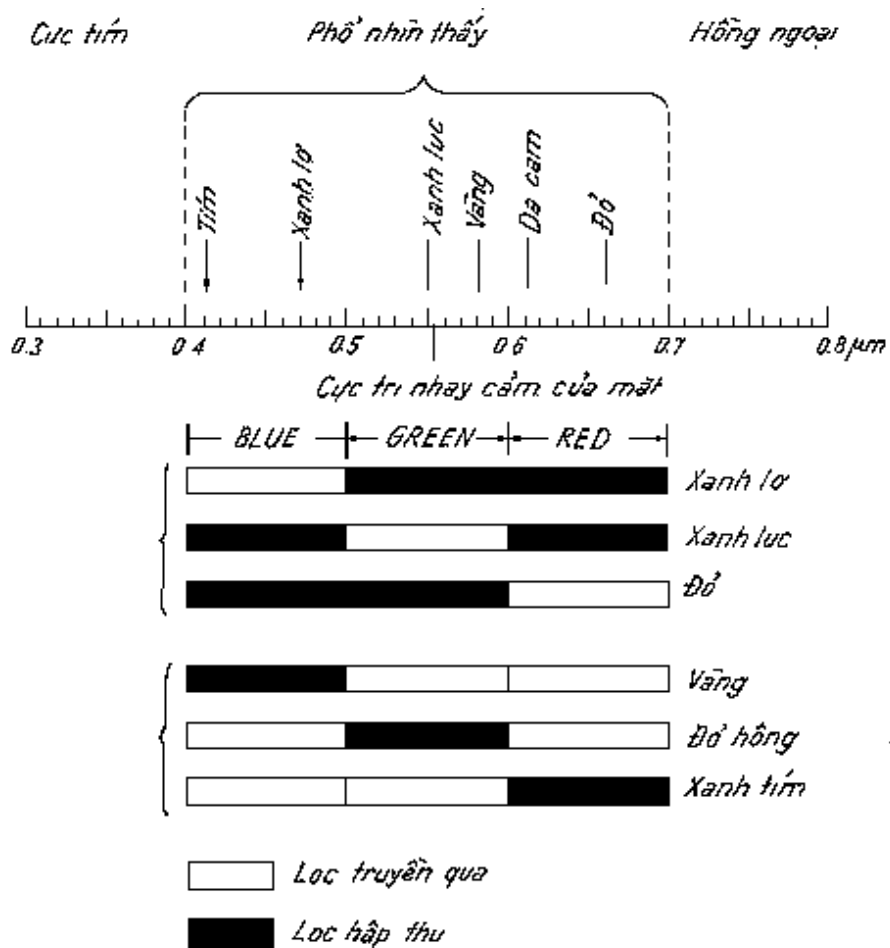 Cực tím Phổ nhìn thấy Hồng ngoại
Tím Xanh lơ Xanh lục Vàng Da cam Đỏ
0.3 0.4 0.5 0.6 0.7 0.8 µm
Cực trị nhạy cảm của mắt
BLUE GREEN RED
Xanh lơ
Xanh lục
Đỏ
Vàng
Đỏ hồng
Xanh tím
Lọc truyền qua
Lọc hấp thu